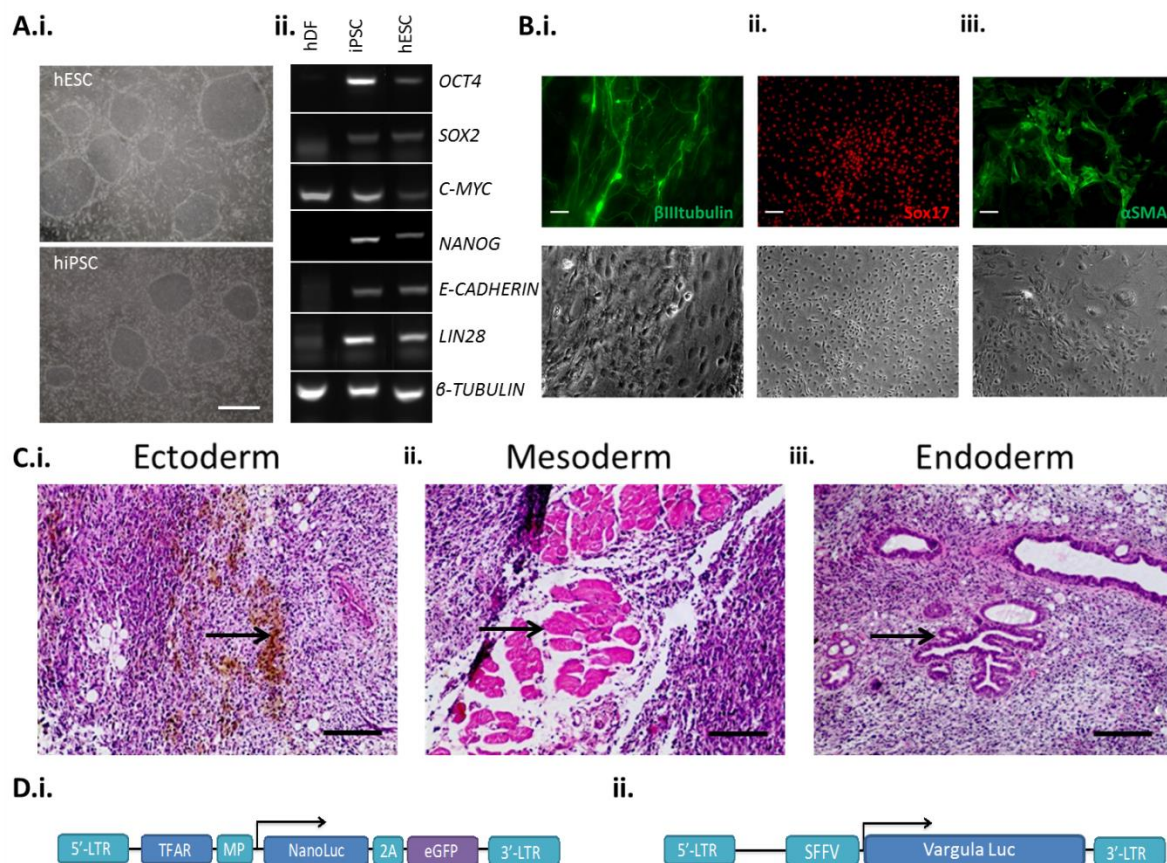 A.i.
hESC
hiPSC
ii.
hDF
iPSC
hESC
OCT4
SOX2
C-MYC
NANOG
E-CADHERIN
LIN28
β-TUBULIN
B.i.
βIIItubulin
ii.
Sox17
iii.
αSMA
C.i.
Ectoderm
ii.
Mesoderm
iii.
Endoderm
D.i.
5’-LTR TFAR MP NanoLuc 2A eGFP 3’-LTR
ii.
5’-LTR SFFV Vargula Luc 3’-LTR